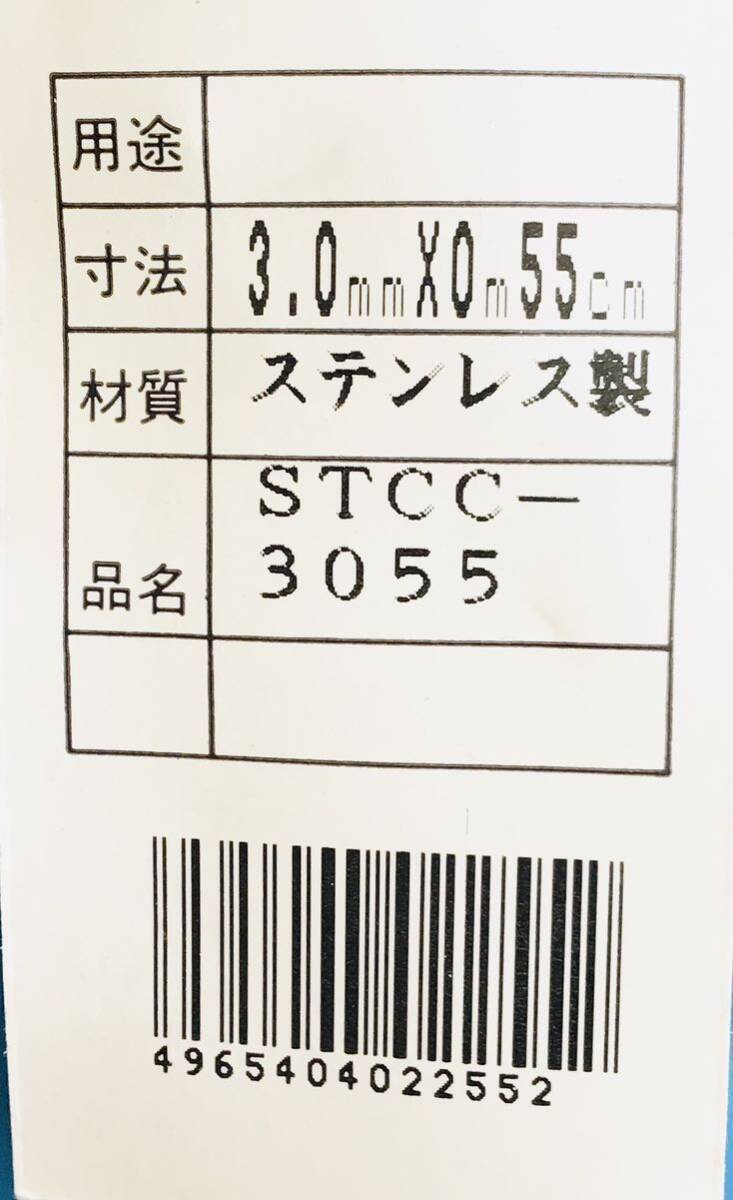 用途
寸法 3.0mmX0m55cm
材質 ステンレス製
品名 STCC−
3055
4965404022552